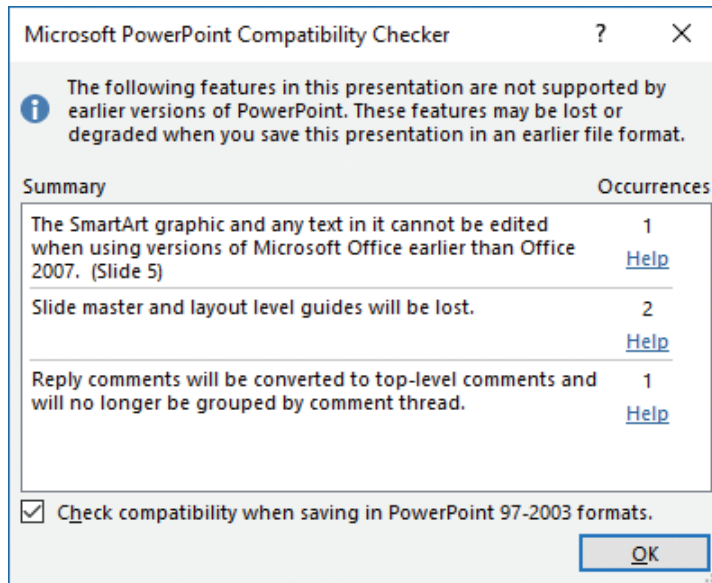 Microsoft PowerPoint Compatibility Checker ?
The following features in this presentation are not supported by
earlier versions of PowerPoint. These features may be lost or
degraded when you save this presentation in an earlier file format.
Summary Occurrences
The SmartArt graphic and any text in it cannot be edited 1
when using versions of Microsoft Office earlier than Office Help
2007.  (Slide 5)
Slide master and layout level guides will be lost. 2
Help
Reply comments will be converted to top-level comments and 1
will no longer be grouped by comment thread. Help
Check compatibility when saving in PowerPoint 97-2003 formats.
OK